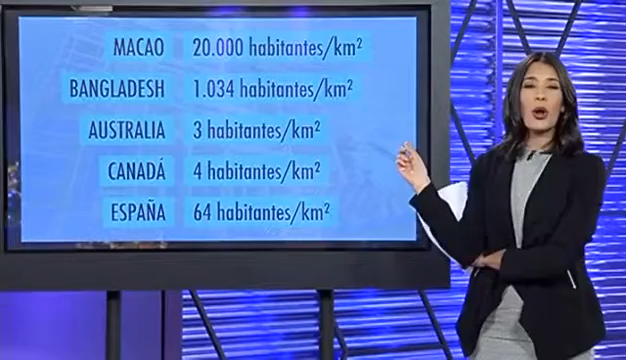 MACAO 20.000 habitantes/km²
BANGLADESH 1.034 habitantes/km²
AUSTRALIA 3 habitantes/km²
CANADÁ 4 habitantes/km²
ESPAÑA 64 habitantes/km²